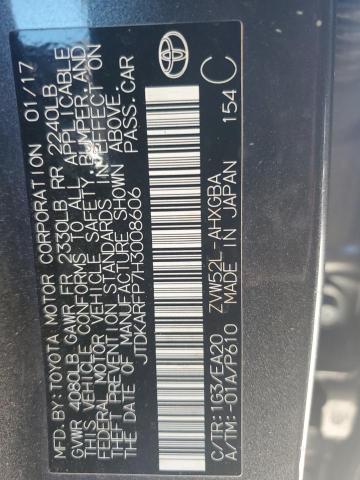 MFD.BY: TOYOTA MOTOR CORPORATION 01/17
GVWR 4080LB GAWR FR 2330LB RR 2240LB
THIS VEHICLE CONFORMS TO ALL APPLICABLE
FEDERAL MOTOR VEHICLE SAFETY, BUMPER, AND
THEFT PREVENTION STANDARDS IN EFFECT ON
THE DATE OF MANUFACTURE SHOWN ABOVE.
JTDKARFP7H3008606 PASS.CAR
C/TR:1G3/EA20 ZVW52L-AHXGBA
A/TM:-01A/P610 MADE IN JAPAN 154 C